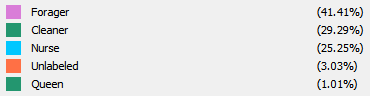 Forager (41.41%)
Cleaner (29.29%)
Nurse (25.25%)
Unlabeled (3.03%)
Queen (1.01%)